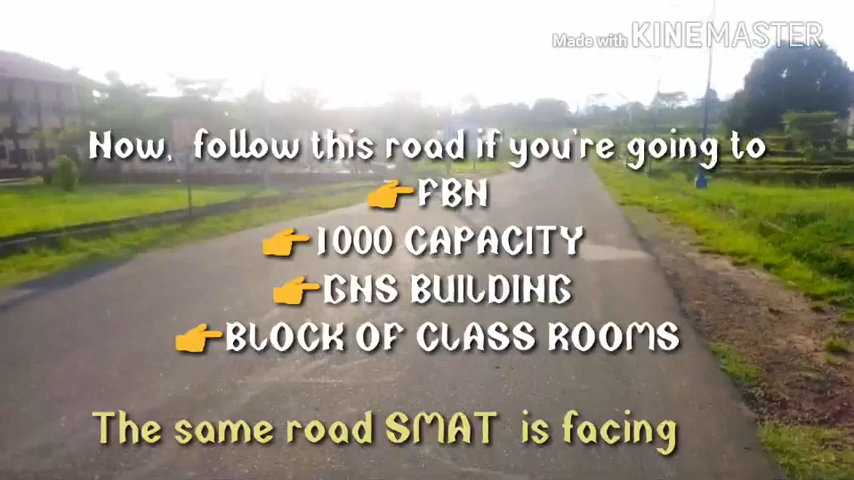 Made with KINEMASTER
Now, follow this road if you're going to
👉FBN
👉1000 CAPACITY
👉GNS BUILDING
👉BLOCK OF CLASS ROOMS
The same road SMAT is facing